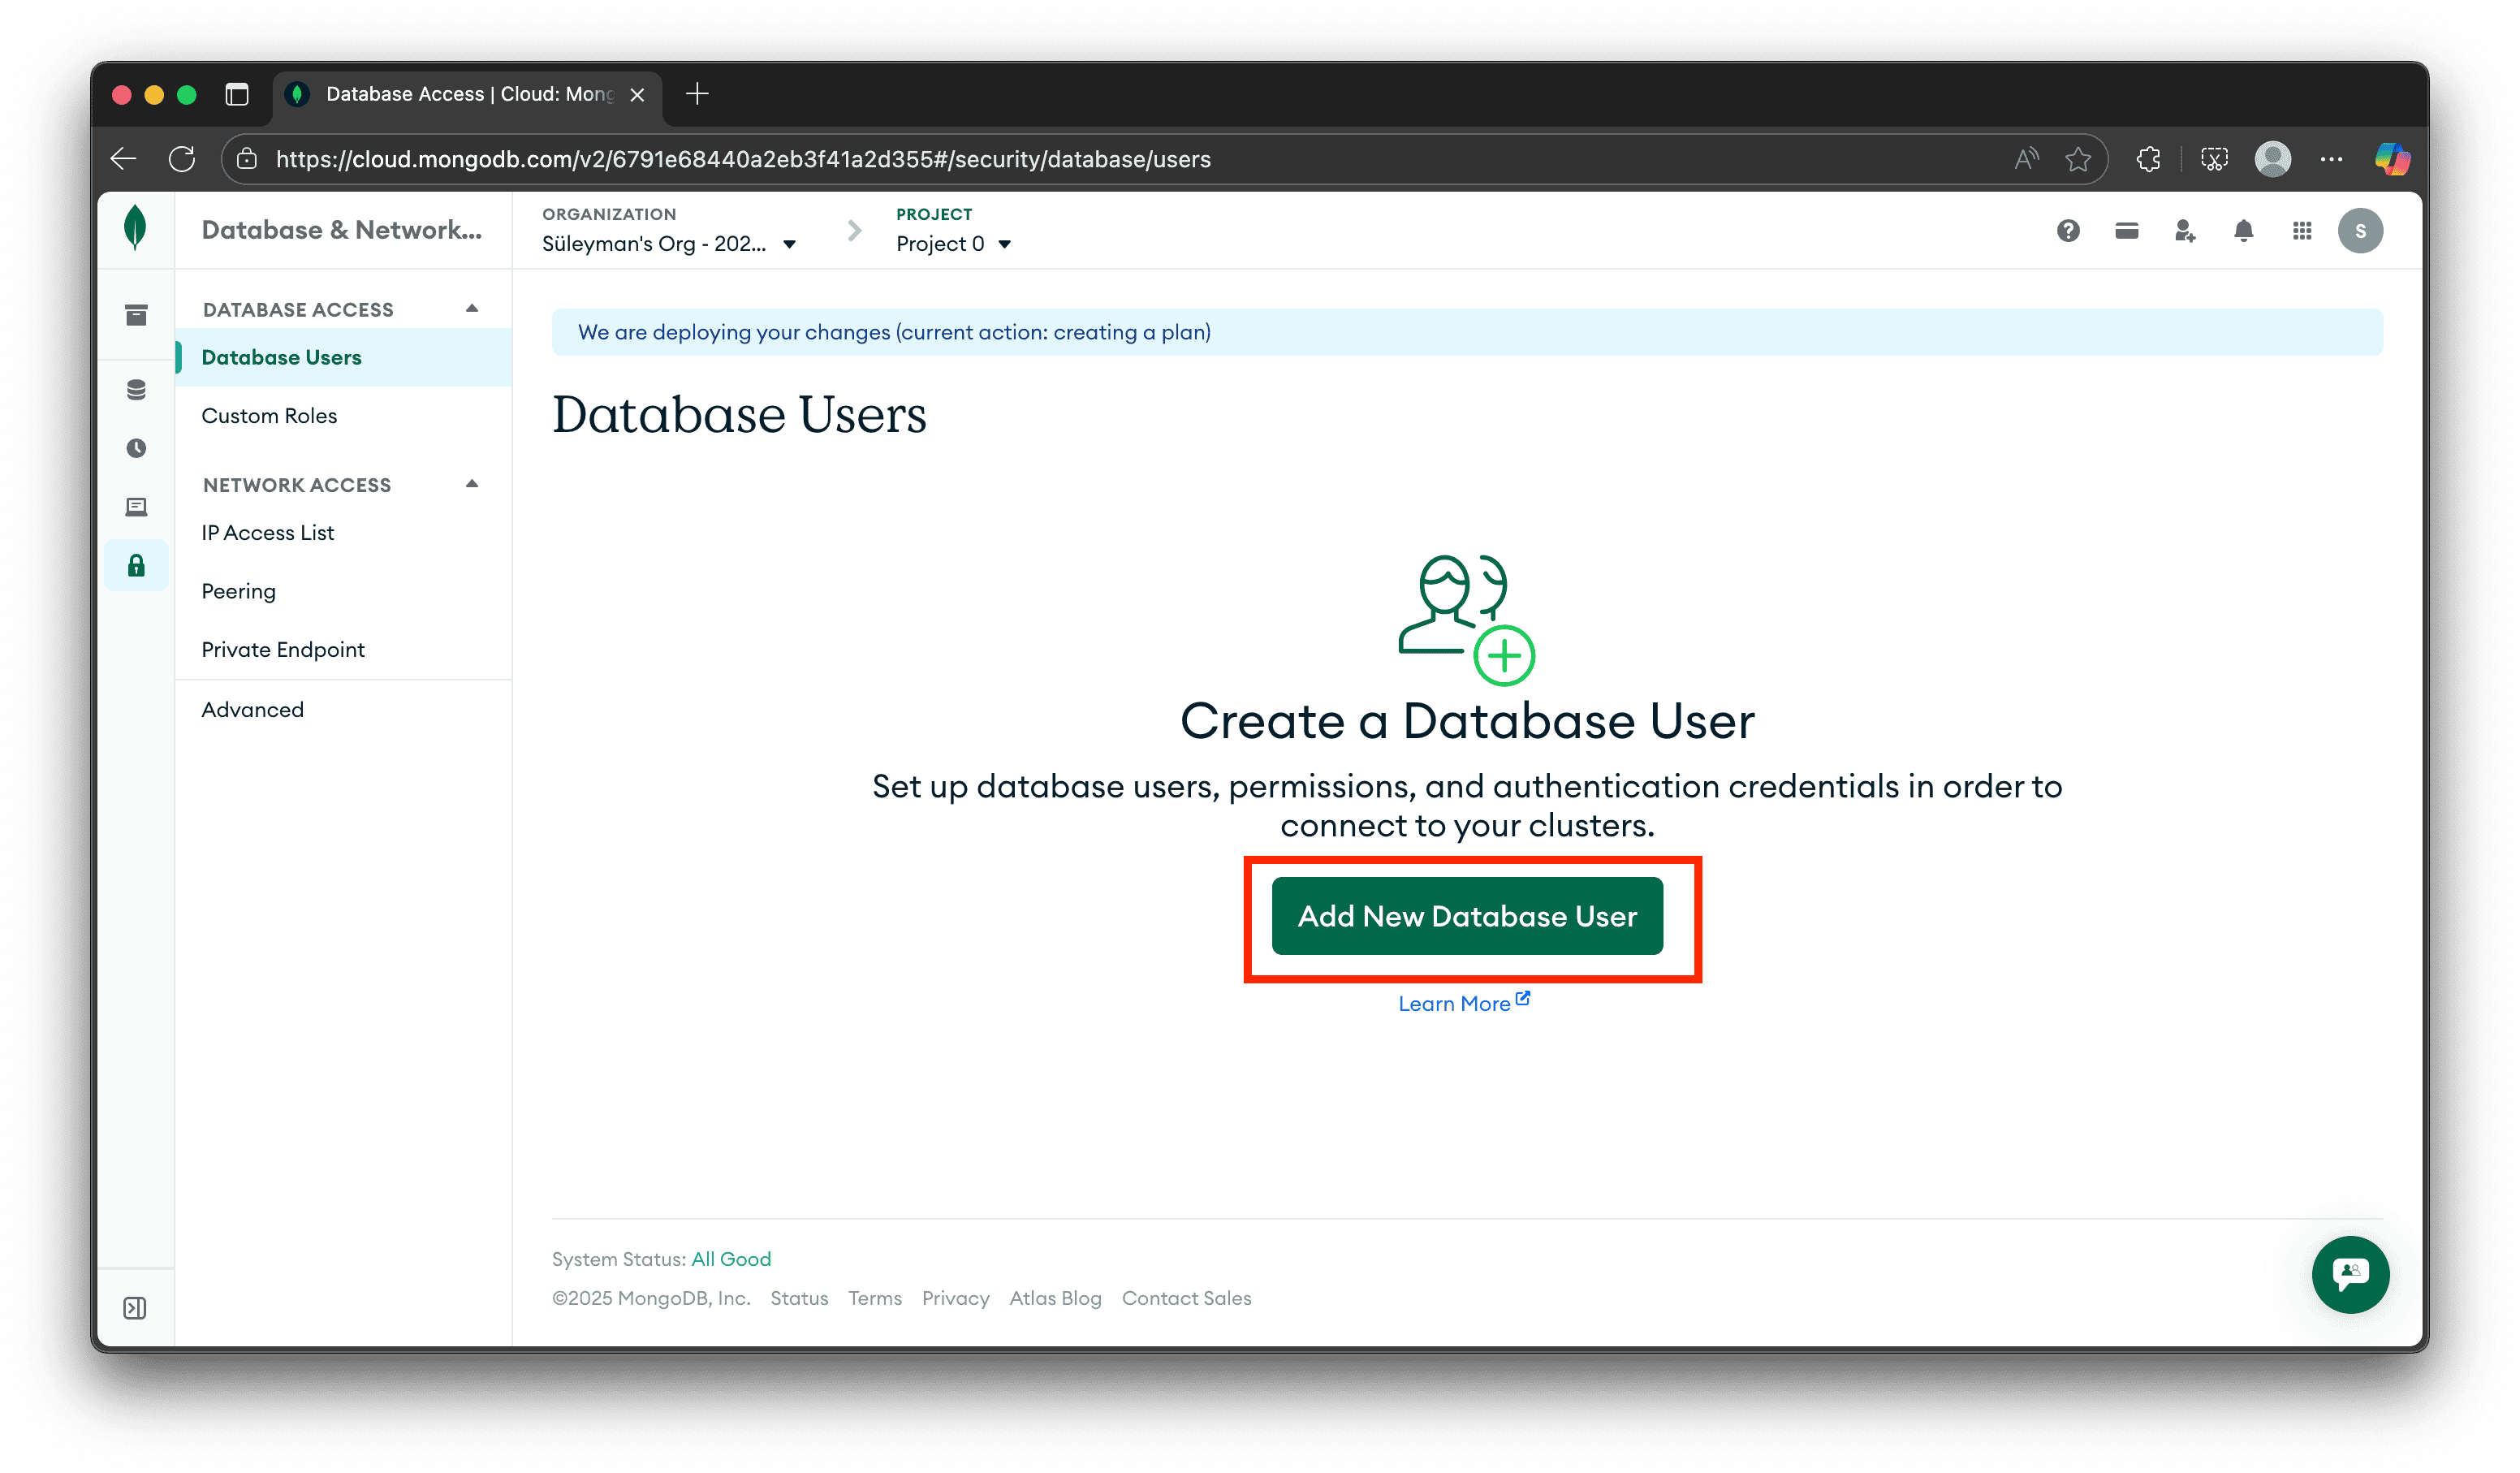 Database Access | Cloud: Mong
https://cloud.mongodb.com/v2/6791e68440a2eb3f41a2d355#/security/database/users
Database & Network...
ORGANIZATION
Süleyman's Org - 202...
PROJECT
Project 0
S
DATABASE ACCESS
Database Users
Custom Roles
NETWORK ACCESS
IP Access List
Peering
Private Endpoint
Advanced
We are deploying your changes (current action: creating a plan)
Database Users
Create a Database User
Set up database users, permissions, and authentication credentials in order to
connect to your clusters.
Add New Database User
Learn More
System Status: All Good
©2025 MongoDB, Inc. Status Terms Privacy Atlas Blog Contact Sales